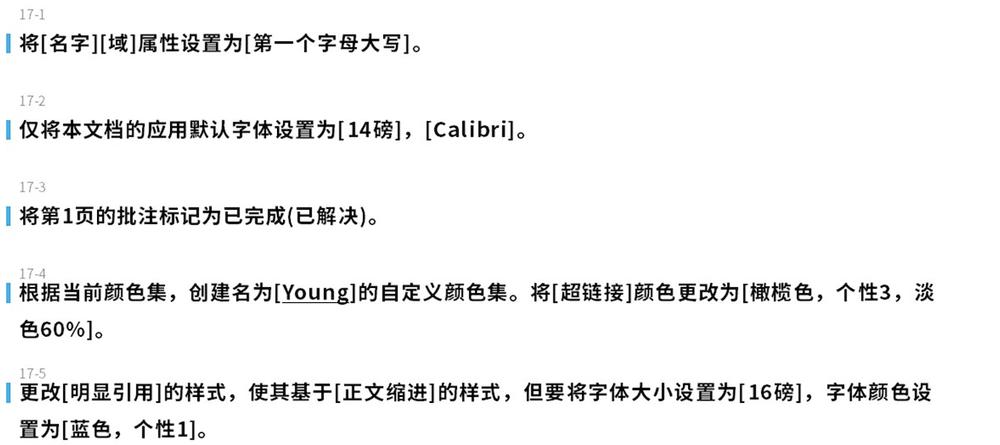 17-1
将[名字][域]属性设置为[第一个字母大写]。
17-2
仅将本文档的应用默认字体设置为[14磅]，[Calibri]。
17-3
将第1页的批注标记为已完成(已解决)。
17-4
根据当前颜色集，创建名为[Young]的自定义颜色集。将[超链接]颜色更改为[橄榄色，个性3，淡
色60%]。
17-5
更改[明显引用]的样式，使其基于[正文缩进]的样式，但要将字体大小设置为[16磅]，字体颜色设
置为[蓝色，个性1]。